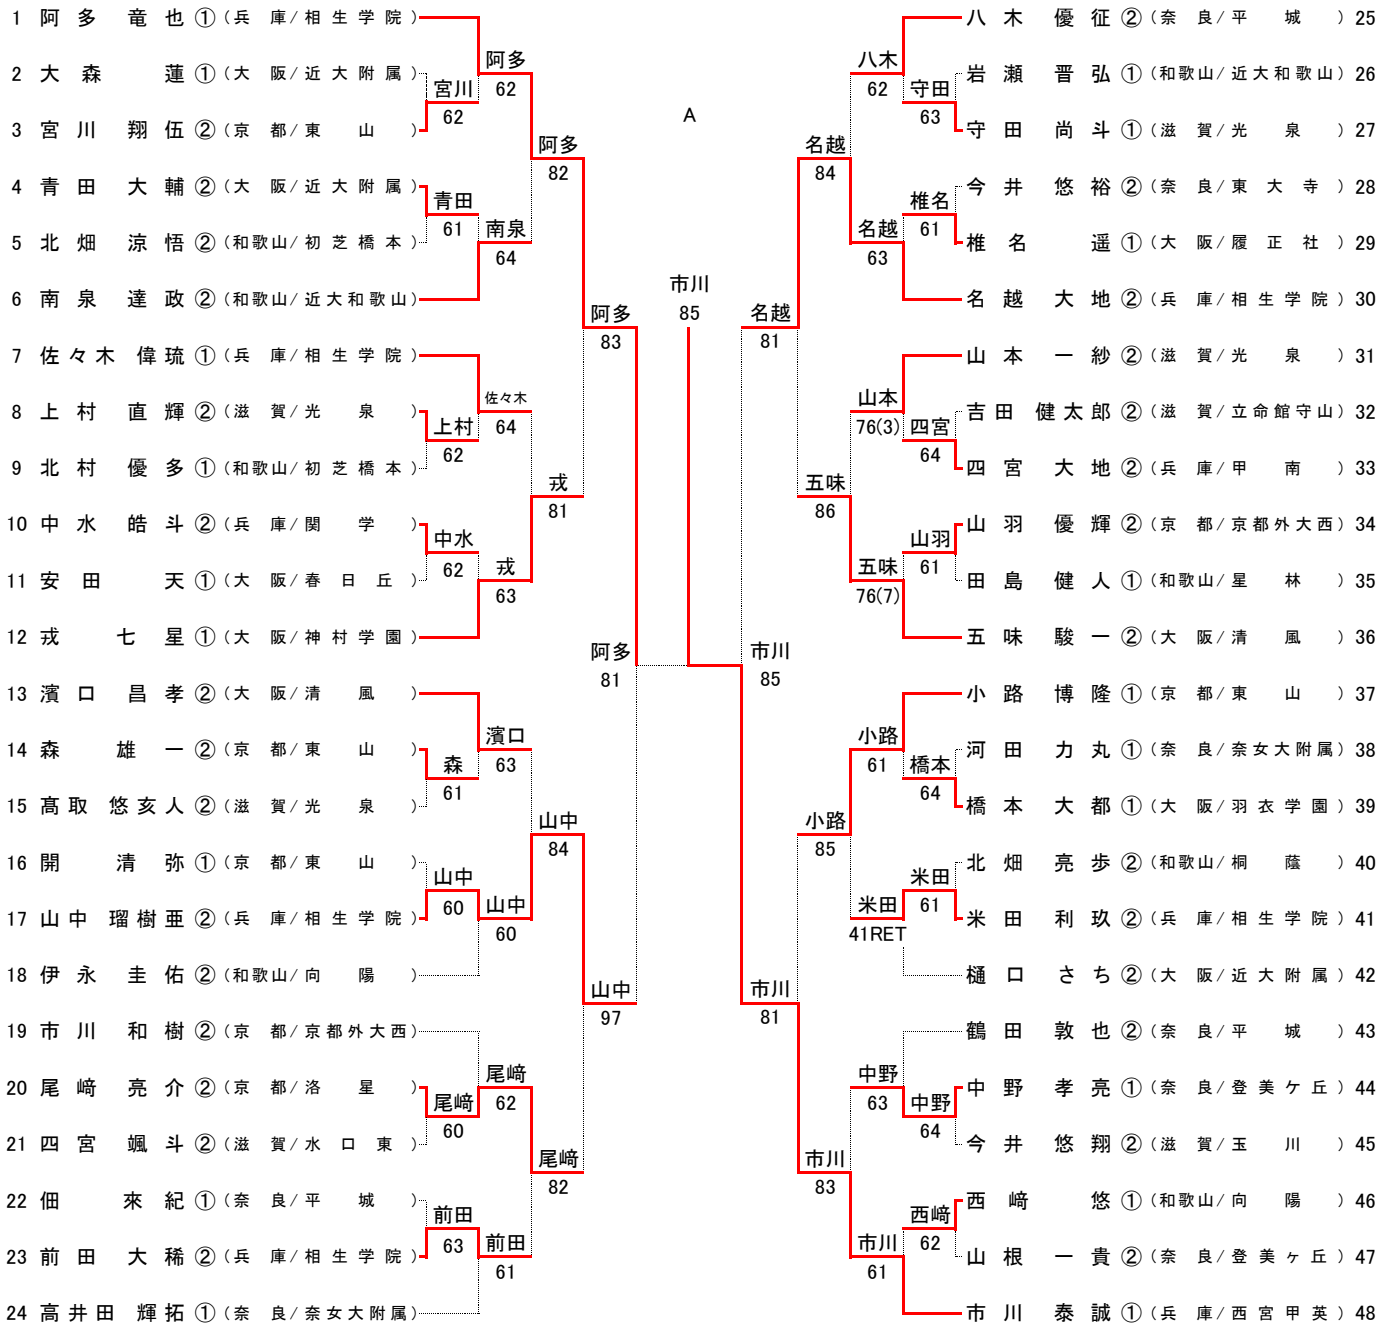 1 阿多 竜也 ① (兵 庫/相生学院)
2 大森 蓮 ① (大 阪/近大附属)
3 宮川 翔伍 ② (京 都/東 山)
4 青田 大輔 ② (大 阪/近大附属)
5 北畑 涼悟 ② (和歌山/初芝橋本)
6 南泉 達政 ② (和歌山/近大和歌山)
7 佐々木 偉琉 ① (兵 庫/相生学院)
8 上村 直輝 ② (滋 賀/光 泉)
9 北村 優多 ① (和歌山/初芝橋本)
10 中水 皓斗 ② (兵 庫/関 学)
11 安田 天 ① (大 阪/春日丘)
12 戎 七星 ① (大 阪/神村学園)
13 濱口 昌孝 ② (大 阪/清 風)
14 森 雄一 ② (京 都/東 山)
15 髙取 悠亥人 ② (滋 賀/光 泉)
16 開 清弥 ① (京 都/東 山)
17 山中 瑠樹亜 ② (兵 庫/相生学院)
18 伊永 圭佑 ② (和歌山/向 陽)
19 市川 和樹 ② (京 都/京都外大西)
20 尾﨑 亮介 ② (京 都/洛 星)
21 四宮 颯斗 ② (滋 賀/水口東)
22 佃 來紀 ① (奈 良/平 城)
23 前田 大稀 ② (兵 庫/相生学院)
24 高井田 輝拓 ① (奈 良/奈女大附属)
宮川
62
青田
61
上村
62
中水
62
森
61
山中
60
尾﨑
60
前田
63
阿多
62
南泉
64
佐々木
64
戎
63
濱口
63
山中
60
尾﨑
62
前田
61
阿多
82
戎
81
山中
84
尾﨑
82
阿多
83
山中
97
阿多
81
A
市川
85
市川
85
名越
81
市川
81
名越
84
五味
86
小路
85
市川
83
八木
62
名越
63
山本
76(3)
五味
76(7)
小路
61
米田
41RET
中野
63
市川
61
守田
63
椎名
61
四宮
64
山羽
61
橋本
64
米田
61
中野
64
西﨑
62
八木 優征 ② (奈 良/平 城) 25
岩瀬 晋弘 ① (和歌山/近大和歌山) 26
守田 尚斗 ① (滋 賀/光 泉) 27
今井 悠裕 ② (奈 良/東大寺) 28
椎名 遥 ① (大 阪/履正社) 29
名越 大地 ② (兵 庫/相生学院) 30
山本 一紗 ② (滋 賀/光 泉) 31
吉田 健太郎 ② (滋 賀/立命館守山) 32
四宮 大地 ② (兵 庫/甲 南) 33
山羽 優輝 ② (京 都/京都外大西) 34
田島 健人 ① (和歌山/星 林) 35
五味 駿一 ② (大 阪/清 風) 36
小路 博隆 ① (京 都/東 山) 37
河田 力丸 ① (奈 良/奈女大附属) 38
橋本 大都 ① (大 阪/羽衣学園) 39
北畑 亮歩 ② (和歌山/桐 蔭) 40
米田 利玖 ② (兵 庫/相生学院) 41
樋口 さち ② (大 阪/近大附属) 42
鶴田 敦也 ② (奈 良/平 城) 43
中野 孝亮 ① (奈 良/登美ケ丘) 44
今井 悠翔 ② (滋 賀/玉 川) 45
西﨑 悠 ① (和歌山/向 陽) 46
山根 一貴 ② (奈 良/登美ヶ丘) 47
市川 泰誠 ① (兵 庫/西宮甲英) 48